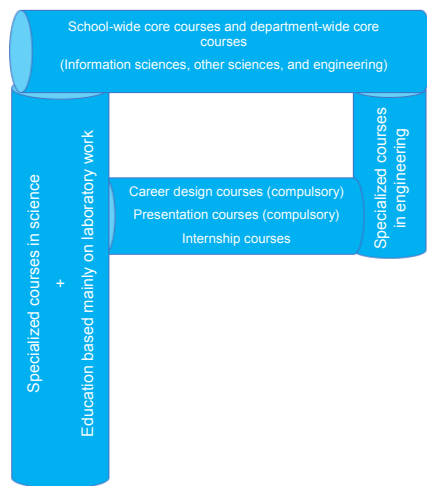 School-wide core courses and department-wide core
courses
(Information sciences, other sciences, and engineering)
Specialized courses in science
+
Education based mainly on laboratory work
Career design courses (compulsory)
Presentation courses (compulsory)
Internship courses
Specialized courses
in engineering